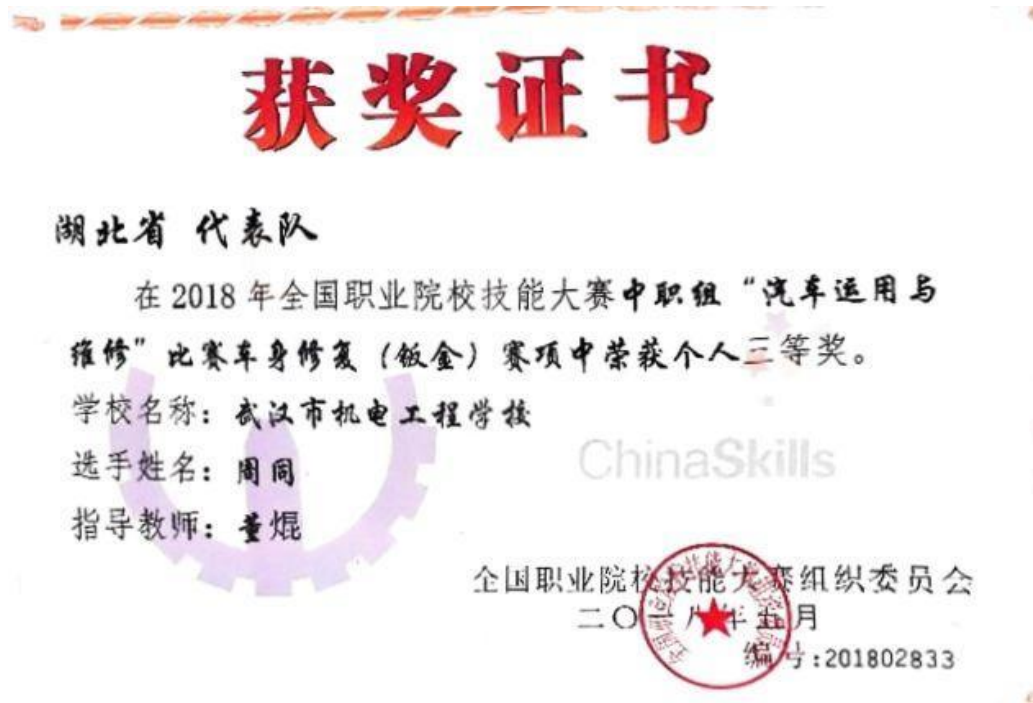 获奖证书
湖北省 代表队
在 2018 年全国职业院校技能大赛中职组“汽车运用与
维修”比赛车身修复（钣金）赛项中荣获个人三等奖。
学校名称：武汉市机电工程学校
选手姓名：周同
指导教师：董焜
ChinaSkills
全国职业院校技能大赛组织委员会
二〇一八年五月
编号:201802833